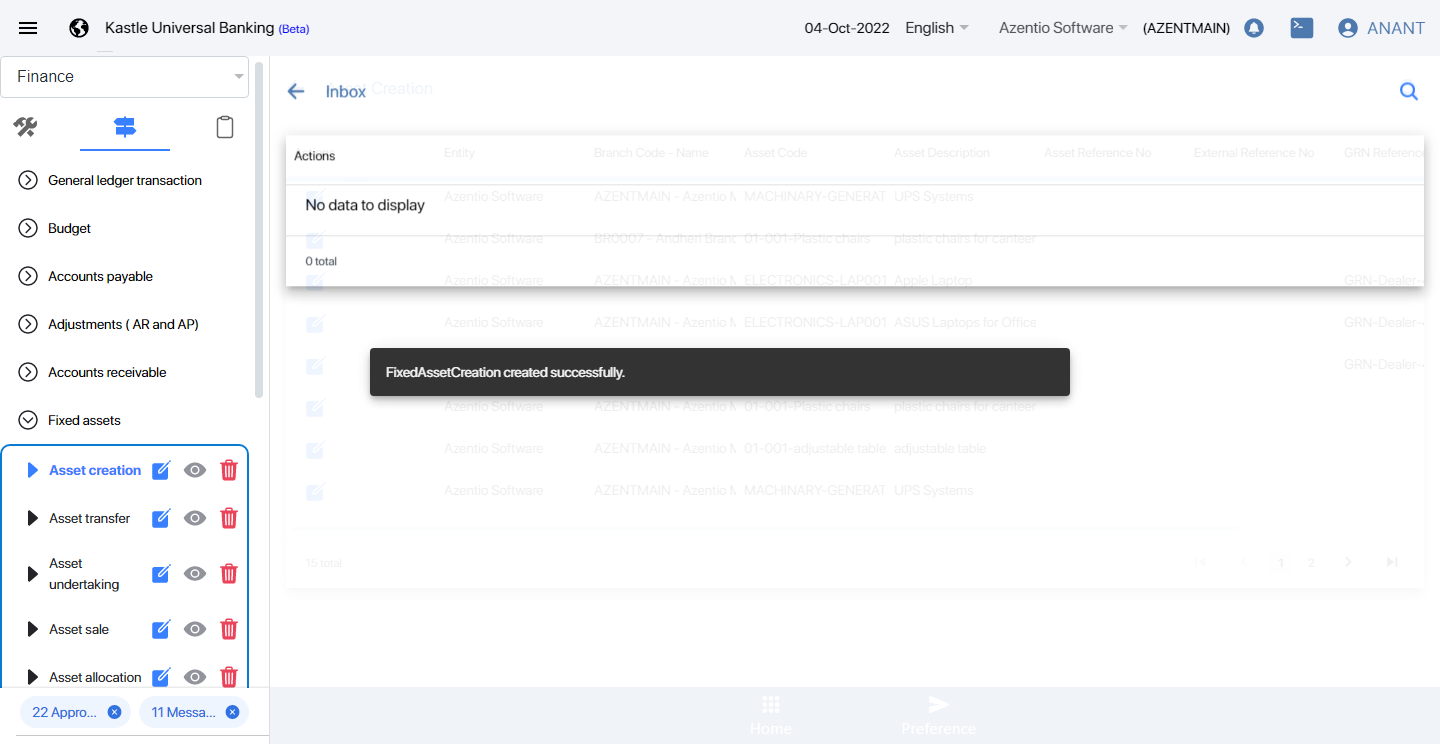 Kastle Universal Banking (Beta)
04-Oct-2022
English
Azentio Software
(AZENTMAIN)
ANANT
Finance
General ledger transaction
Budget
Accounts payable
Adjustments ( AR and AP)
Accounts receivable
Fixed assets
Asset creation
Asset transfer
Asset
undertaking
Asset sale
Asset allocation
22 Appro...
11 Messa...
Inbox Creation
Actions Entity Branch Code - Name Asset Code Asset Description Asset Reference No External Reference No GRN Referenc
Azentio Software AZENTMAIN - Azentio M MACHINARY-GENERAT UPS Systems
No data to display
Azentio Software BR0007 - Andheri Branc 01-001-Plastic chairs plastic chairs for canteer
0 total
Azentio Software AZENTMAIN - Azentio M ELECTRONICS-LAP001 Apple Laptop GRN-Dealer-
Azentio Software AZENTMAIN - Azentio M ELECTRONICS-LAP001 ASUS Laptops for Office GRN-Dealer-
GRN-Dealer-
FixedAssetCreation created successfully.
Azentio Software AZENTMAIN - Azentio M 01-001-Plastic chairs plastic chairs for canteer
Azentio Software AZENTMAIN - Azentio M 01-001-adjustable table adjustable table
Azentio Software AZENTMAIN - Azentio M MACHINARY-GENERAT UPS Systems
15 total
1 2
Home
Preference